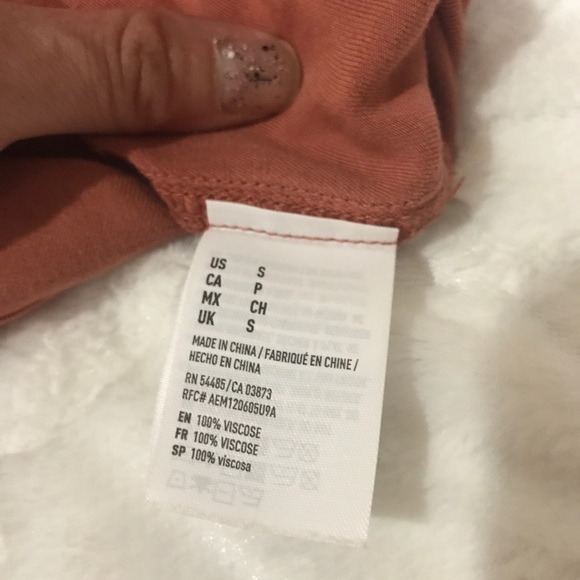 US S
CA P
MX CH
UK S
MADE IN CHINA / FABRIQUÉ EN CHINE /
HECHO EN CHINA
RN 54485/CA 03873
RFC# AEM120605U9A
EN 100% VISCOSE
FR 100% VISCOSE
SP 100% viscosa